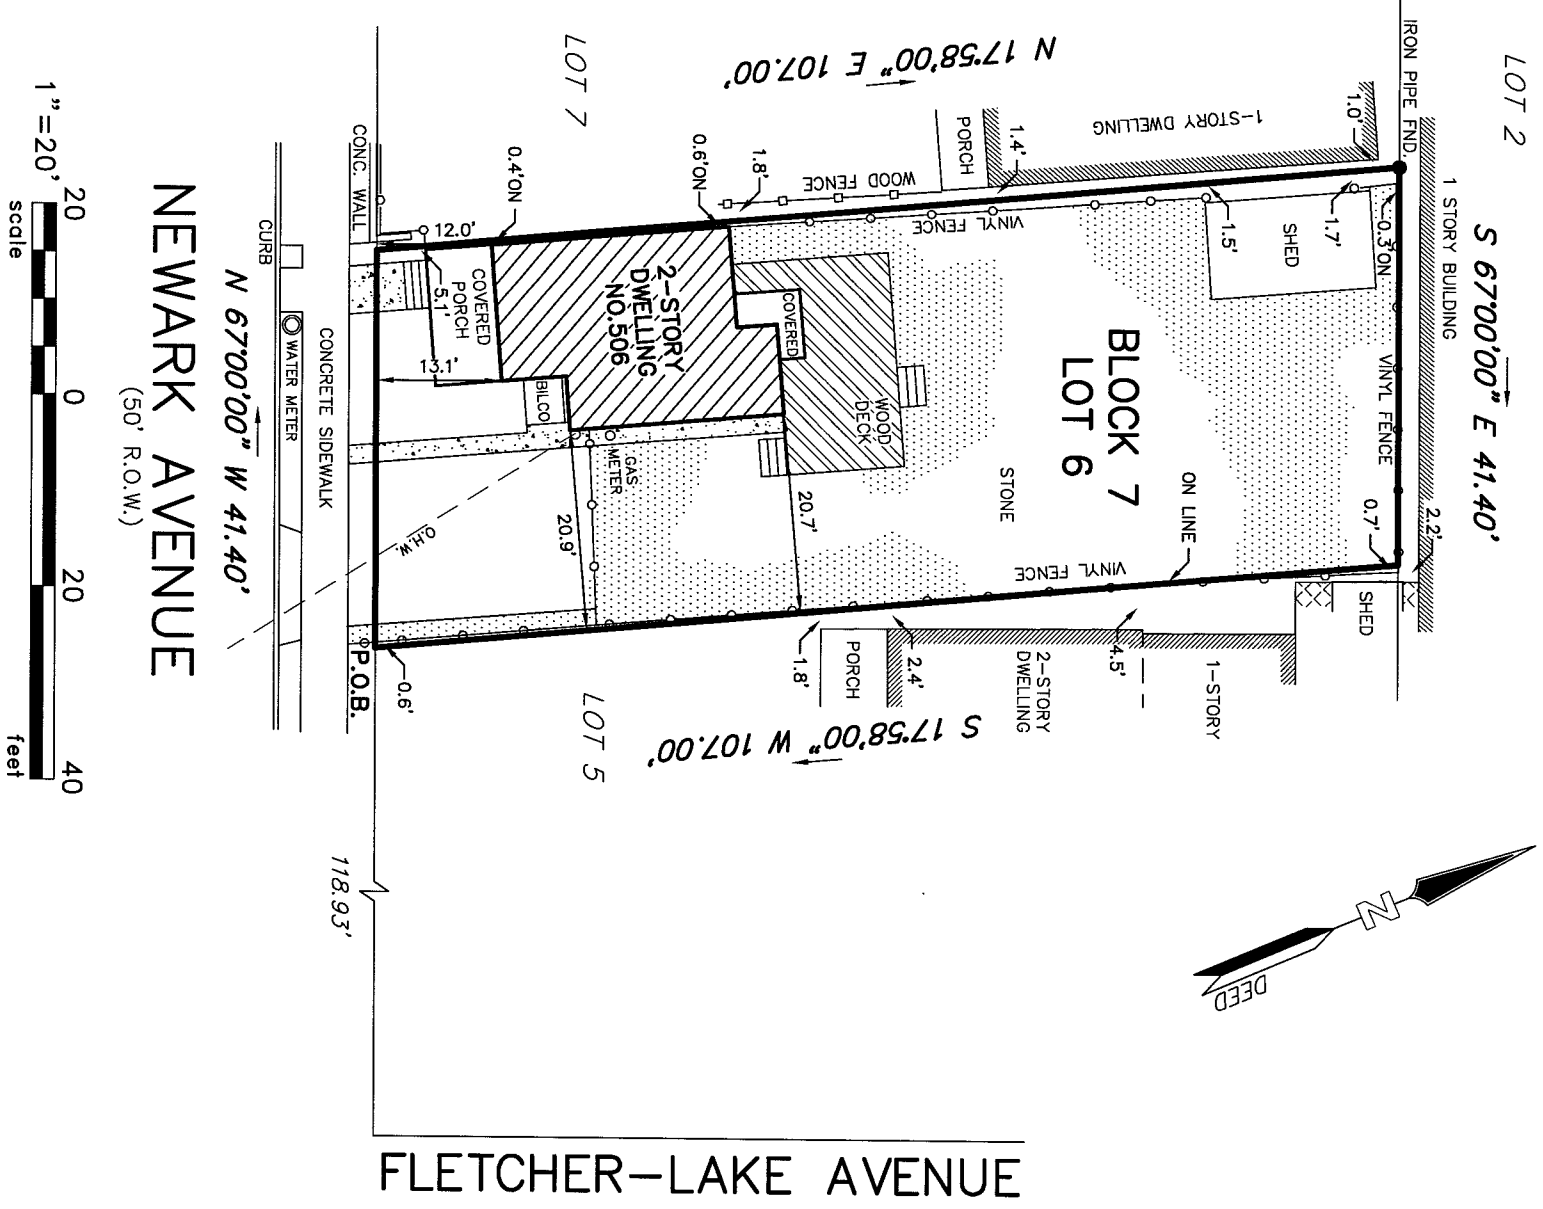 LOT 2
S 67°00'00" E 41.40'
1 STORY BUILDING
IRON PIPE FND.
2.2'
VINYL FENCE
0.3'ON
0.7'
1.0'
1.7'
SHED
SHED
1.5'
1-STORY DWELLING
N 17°58'00" E 107.00'
1.4'
PORCH
WOOD FENCE
VINYL FENCE
1.8'
0.6'ON
LOT 7
BLOCK 7
LOT 6
STONE
ON LINE
VINYL FENCE
1-STORY
4.5'
2-STORY
DWELLING
2.4'
PORCH
1.8'
S 17°58'00" W 107.00'
LOT 5
WOOD
DECK
COVERED
20.7'
2-STORY
DWELLING
NO.506
GAS
METER
20.9'
BILCO
COVERED
PORCH
0.4'ON
12.0'
5.1'
13.1'
O.H.W.
0.6'
P.O.B.
CONC. WALL
CONCRETE SIDEWALK
WATER METER
CURB
118.93'
N 67°00'00" W 41.40'
NEWARK AVENUE
(50' R.O.W.)
1"=20'
20 0 20 40
scale feet
N
DEED
FLETCHER-LAKE AVENUE